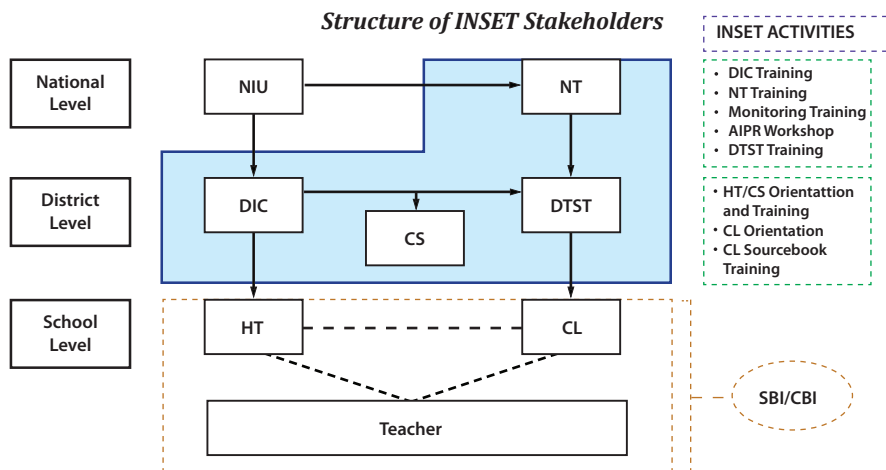 Structure of INSET Stakeholders
INSET ACTIVITIES
National
Level
NIU
NT
• DIC Training
• NT Training
• Monitoring Training
• AIPR Workshop
• DTST Training
District
Level
DIC
CS
DTST
• HT/CS Orientattion
and Training
• CL Orientation
• CL Sourcebook
Training
School
Level
HT
CL
SBI/CBI
Teacher